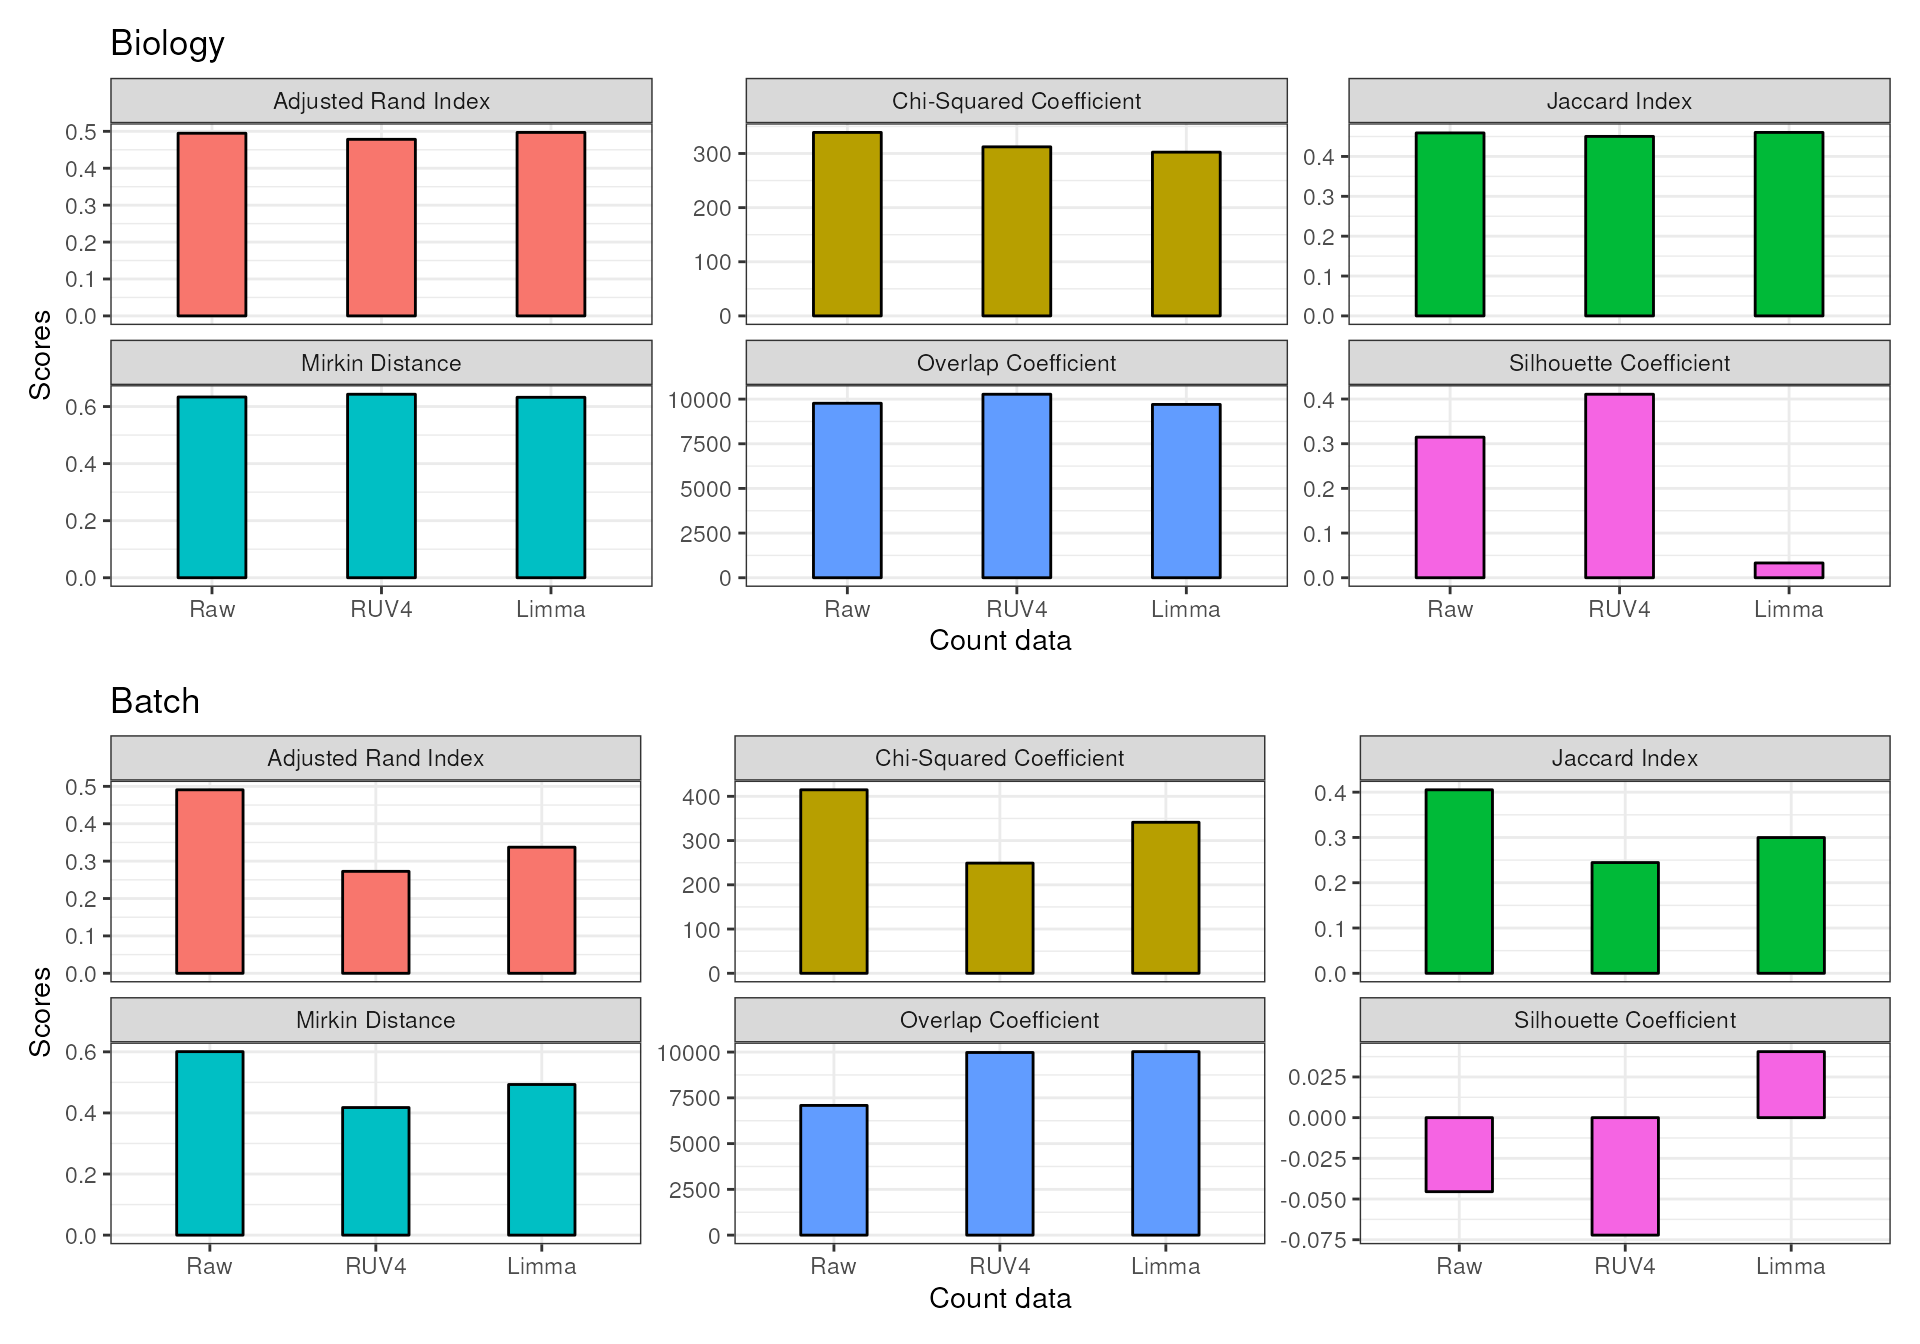 Biology
Adjusted Rand Index
Chi-Squared Coefficient
Jaccard Index
0.5
0.4
0.3
0.2
0.1
0.0
300
200
100
0
0.4
0.3
0.2
0.1
0.0
Scores
Mirkin Distance
Overlap Coefficient
Silhouette Coefficient
0.6
0.4
0.2
0.0
10000
7500
5000
2500
0
0.4
0.3
0.2
0.1
0.0
Raw RUV4 Limma
Raw RUV4 Limma
Raw RUV4 Limma
Count data
Batch
Adjusted Rand Index
Chi-Squared Coefficient
Jaccard Index
0.5
0.4
0.3
0.2
0.1
0.0
400
300
200
100
0
0.4
0.3
0.2
0.1
0.0
Scores
Mirkin Distance
Overlap Coefficient
Silhouette Coefficient
0.6
0.4
0.2
0.0
10000
7500
5000
2500
0
0.025
0.000
-0.025
-0.050
-0.075
Raw RUV4 Limma
Raw RUV4 Limma
Raw RUV4 Limma
Count data